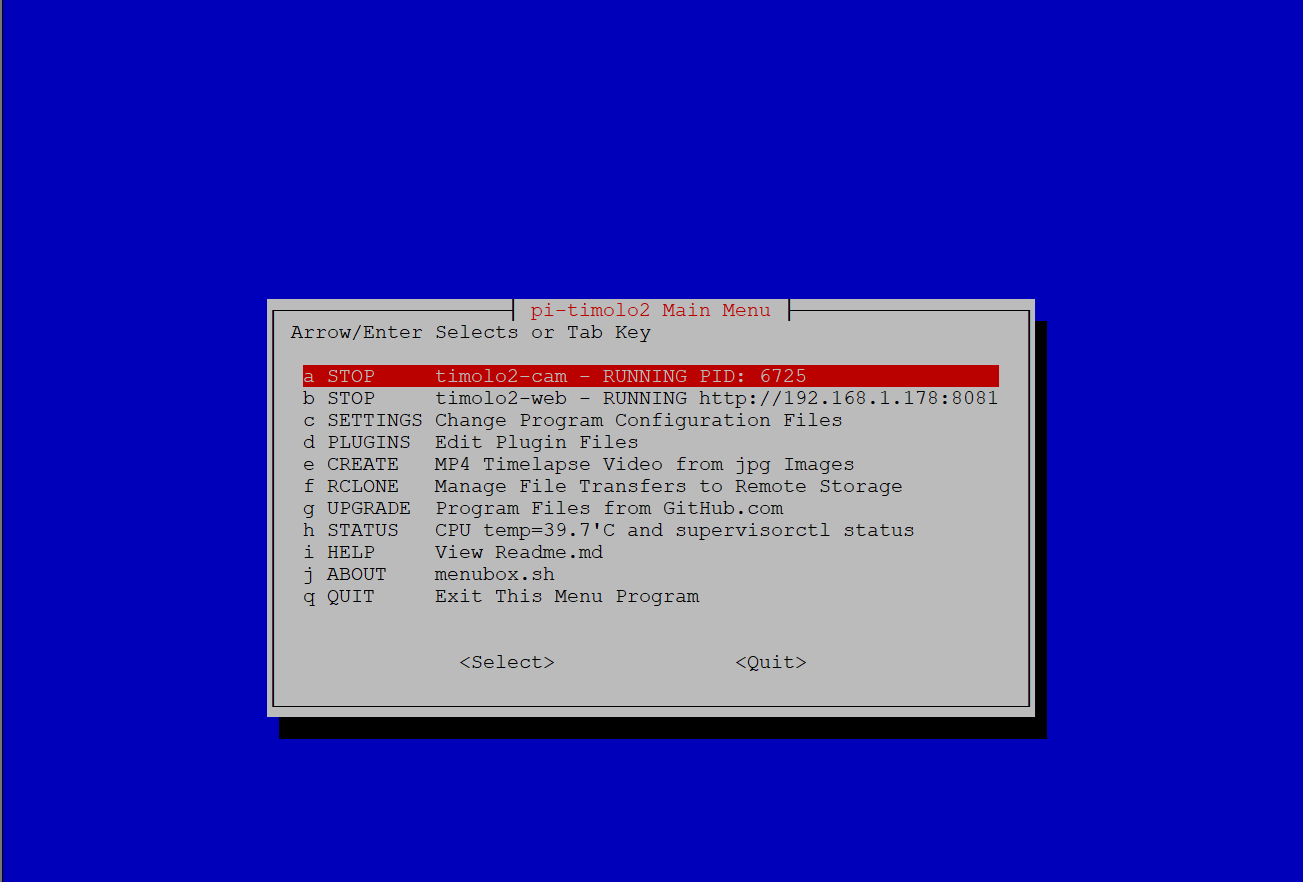 pi-timolo2 Main Menu
Arrow/Enter Selects or Tab Key
a STOP timolo2-cam - RUNNING PID: 6725
b STOP timolo2-web - RUNNING http://192.168.1.178:8081
c SETTINGS Change Program Configuration Files
d PLUGINS Edit Plugin Files
e CREATE MP4 Timelapse Video from jpg Images
f RCLONE Manage File Transfers to Remote Storage
g UPGRADE Program Files from GitHub.com
h STATUS CPU temp=39.7'C and supervisorctl status
i HELP View Readme.md
j ABOUT menubox.sh
q QUIT Exit This Menu Program
<Select> <Quit>